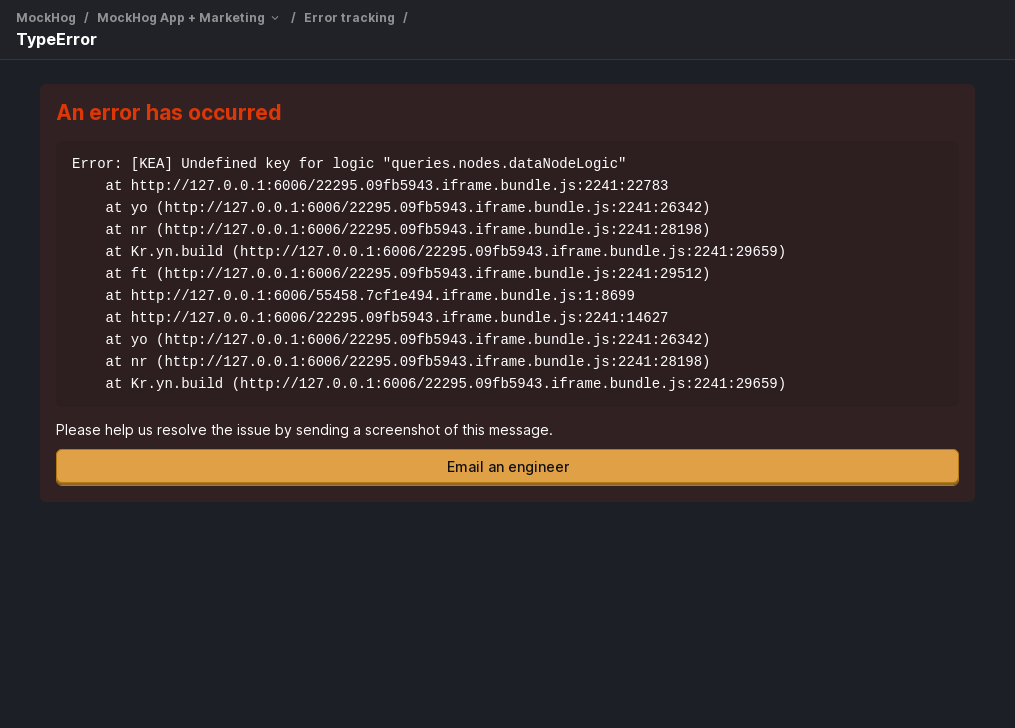 MockHog / MockHog App + Marketing / Error tracking /
TypeError
An error has occurred
Error: [KEA] Undefined key for logic "queries.nodes.dataNodeLogic"
    at http://127.0.0.1:6006/22295.09fb5943.iframe.bundle.js:2241:22783
    at yo (http://127.0.0.1:6006/22295.09fb5943.iframe.bundle.js:2241:26342)
    at nr (http://127.0.0.1:6006/22295.09fb5943.iframe.bundle.js:2241:28198)
    at Kr.yn.build (http://127.0.0.1:6006/22295.09fb5943.iframe.bundle.js:2241:29659)
    at ft (http://127.0.0.1:6006/22295.09fb5943.iframe.bundle.js:2241:29512)
    at http://127.0.0.1:6006/55458.7cf1e494.iframe.bundle.js:1:8699
    at http://127.0.0.1:6006/22295.09fb5943.iframe.bundle.js:2241:14627
    at yo (http://127.0.0.1:6006/22295.09fb5943.iframe.bundle.js:2241:26342)
    at nr (http://127.0.0.1:6006/22295.09fb5943.iframe.bundle.js:2241:28198)
    at Kr.yn.build (http://127.0.0.1:6006/22295.09fb5943.iframe.bundle.js:2241:29659)
Please help us resolve the issue by sending a screenshot of this message.
Email an engineer